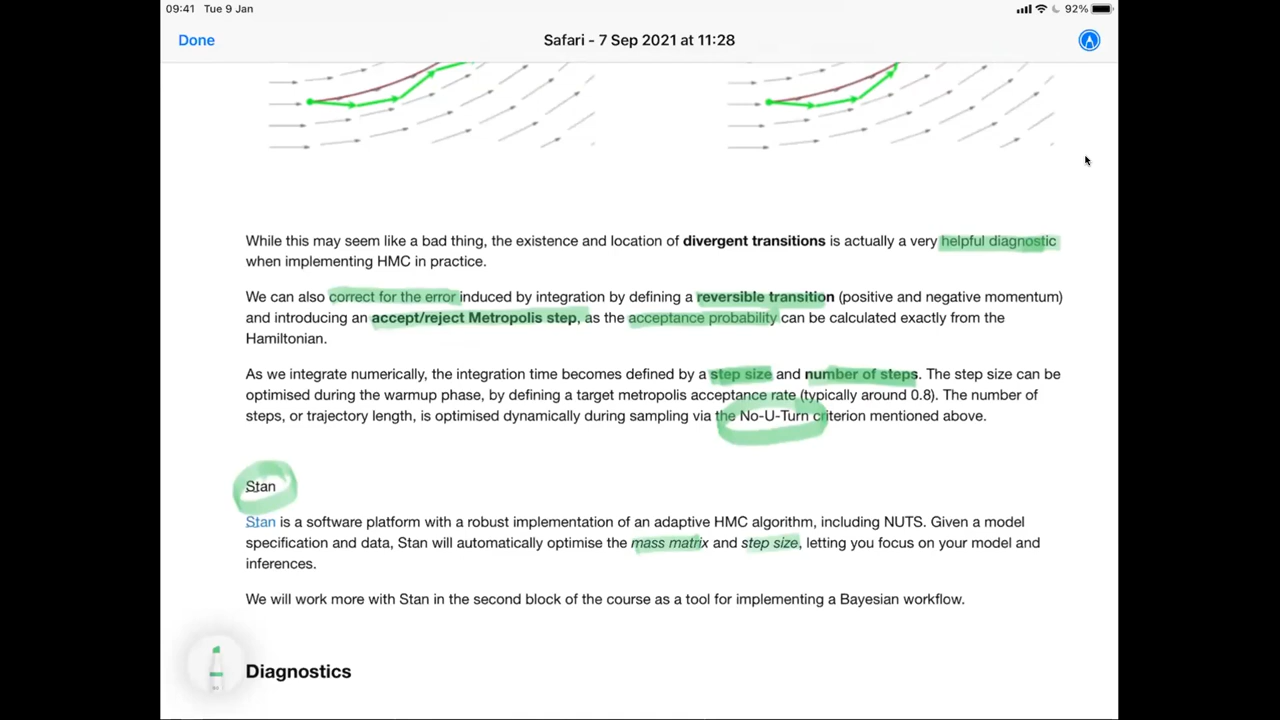 09:41 Tue 9 Jan 92%
Done Safari - 7 Sep 2021 at 11:28
While this may seem like a bad thing, the existence and location of divergent transitions is actually a very helpful diagnostic
when implementing HMC in practice.
We can also correct for the error induced by integration by defining a reversible transition (positive and negative momentum)
and introducing an accept/reject Metropolis step, as the acceptance probability can be calculated exactly from the
Hamiltonian.
As we integrate numerically, the integration time becomes defined by a step size and number of steps. The step size can be
optimised during the warmup phase, by defining a target metropolis acceptance rate (typically around 0.8). The number of
steps, or trajectory length, is optimised dynamically during sampling via the No-U-Turn criterion mentioned above.
Stan
Stan is a software platform with a robust implementation of an adaptive HMC algorithm, including NUTS. Given a model
specification and data, Stan will automatically optimise the mass matrix and step size, letting you focus on your model and
inferences.
We will work more with Stan in the second block of the course as a tool for implementing a Bayesian workflow.
Diagnostics